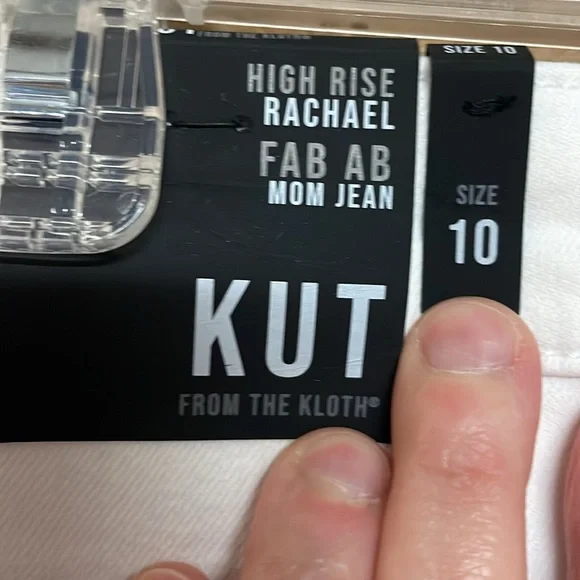 FROM THE KLOTH
SIZE 10
HIGH RISE
RACHAEL
FAB AB
MOM JEAN
SIZE
10
KUT
FROM THE KLOTH®